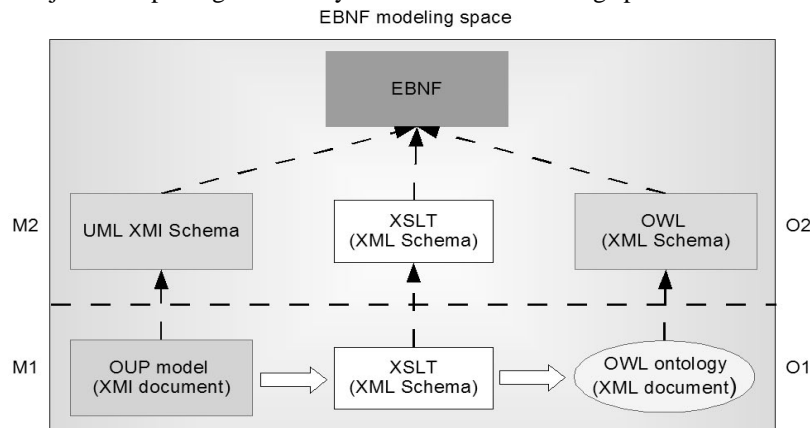 EBNF modeling space
EBNF
M2
UML XMI Schema
XSLT
(XML Schema)
OWL
(XML Schema)
O2
M1
OUP model
(XMI document)
XSLT
(XML Schema)
OWL ontology
(XML document)
O1